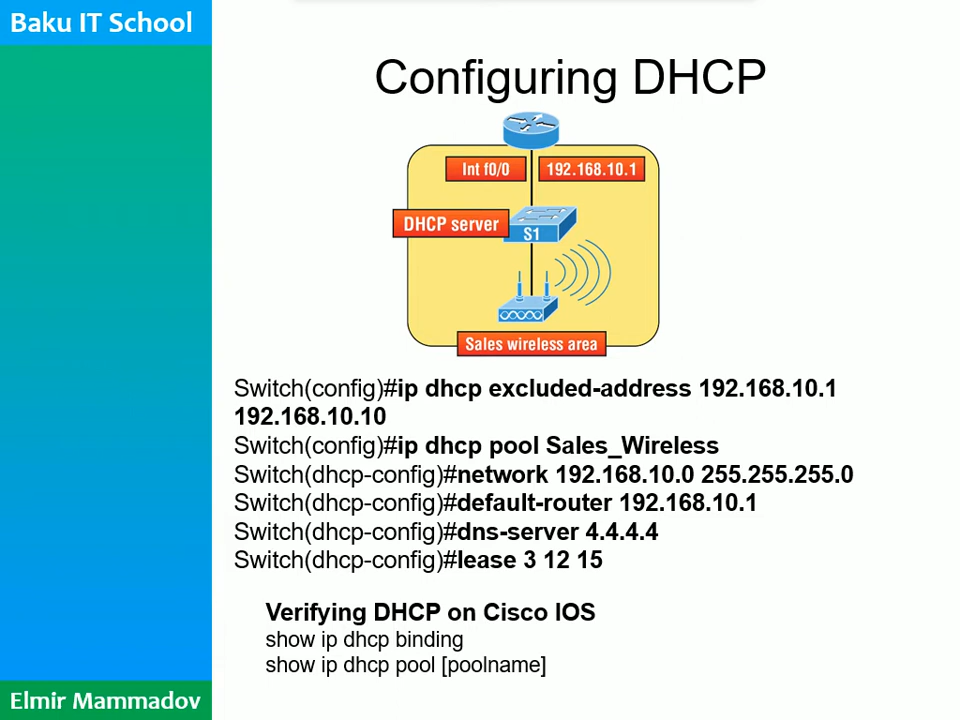 Baku IT School
Configuring DHCP
Int f0/0
192.168.10.1
DHCP server
S1
Sales wireless area
Switch(config)#ip dhcp excluded-address 192.168.10.1
192.168.10.10
Switch(config)#ip dhcp pool Sales_Wireless
Switch(dhcp-config)#network 192.168.10.0 255.255.255.0
Switch(dhcp-config)#default-router 192.168.10.1
Switch(dhcp-config)#dns-server 4.4.4.4
Switch(dhcp-config)#lease 3 12 15
Verifying DHCP on Cisco IOS
show ip dhcp binding
show ip dhcp pool [poolname]
Elmir Mammadov